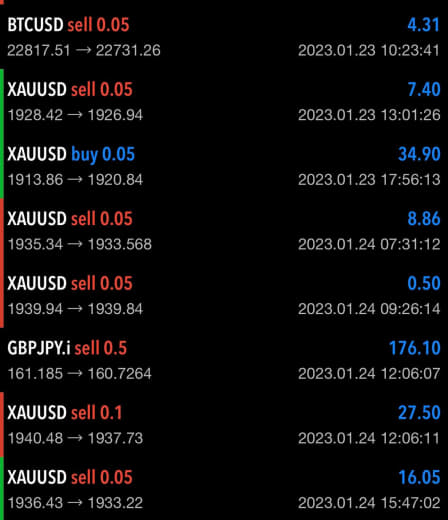 BTCUSD sell 0.05 4.31
22817.51 → 22731.26 2023.01.23 10:23:41
XAUUSD sell 0.05 7.40
1928.42 → 1926.94 2023.01.23 13:01:26
XAUUSD buy 0.05 34.90
1913.86 → 1920.84 2023.01.23 17:56:13
XAUUSD sell 0.05 8.86
1935.34 → 1933.568 2023.01.24 07:31:12
XAUUSD sell 0.05 0.50
1939.94 → 1939.84 2023.01.24 09:26:14
GBPJPY.i sell 0.5 176.10
161.185 → 160.7264 2023.01.24 12:06:07
XAUUSD sell 0.1 27.50
1940.48 → 1937.73 2023.01.24 12:06:11
XAUUSD sell 0.05 16.05
1936.43 → 1933.22 2023.01.24 15:47:02